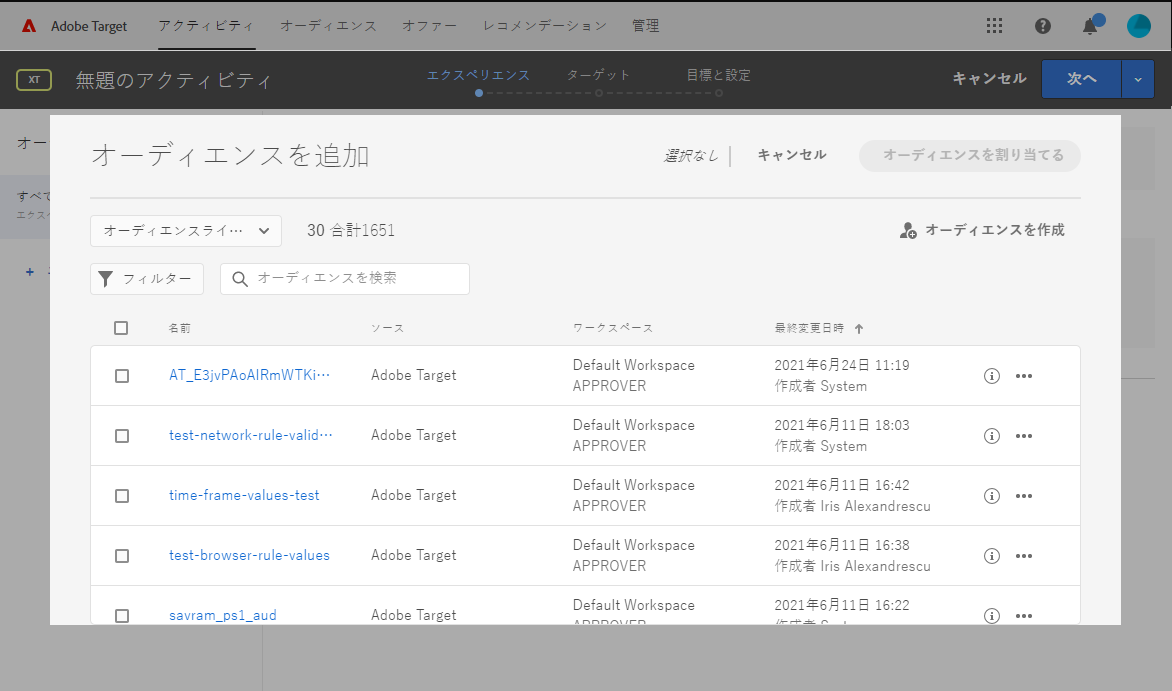 Adobe Target アクティビティ オーディエンス オファー レコメンデーション 管理
XT 無題のアクティビティ エクスペリエンス ターゲット 目標と設定 キャンセル 次へ
オー
すべて
エクス
オーディエンスを追加 選択なし キャンセル オーディエンスを割り当てる
オーディエンスライ… 30 合計1651 オーディエンスを作成
フィルター オーディエンスを検索
名前 ソース ワークスペース 最終変更日時
AT_E3jvPAoAIRmWTKi… Adobe Target Default Workspace APPROVER 2021年6月24日 11:19 作成者 System
test-network-rule-valid… Adobe Target Default Workspace APPROVER 2021年6月11日 18:03 作成者 System
time-frame-values-test Adobe Target Default Workspace APPROVER 2021年6月11日 16:42 作成者 Iris Alexandrescu
test-browser-rule-values Adobe Target Default Workspace APPROVER 2021年6月11日 16:38 作成者 Iris Alexandrescu
savram_ps1_aud Adobe Target Default Workspace APPROVER 2021年6月11日 16:22 作成者